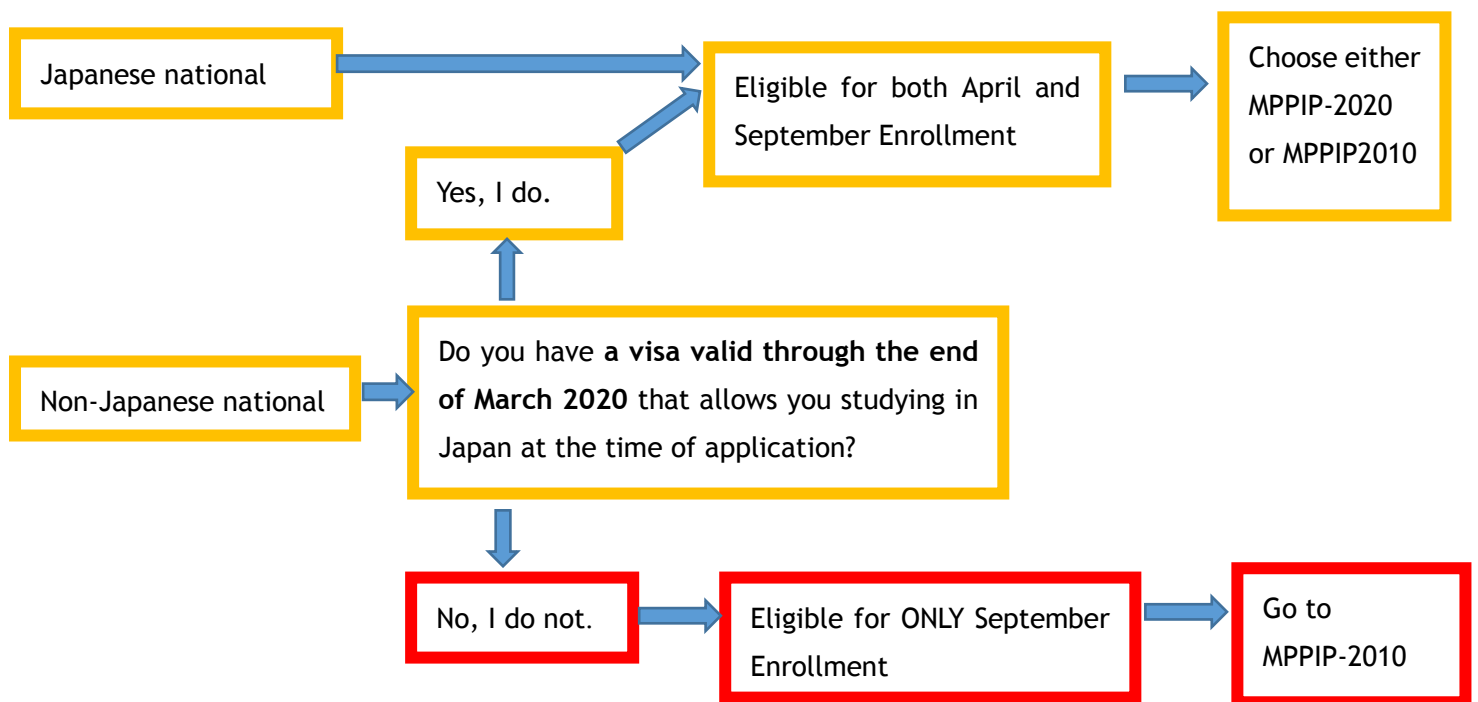 Japanese national
Eligible for both April and
September Enrollment
Choose either
MPPIP-2020
or MPPIP2010
Yes, I do.
Non-Japanese national
Do you have a visa valid through the end
of March 2020 that allows you studying in
Japan at the time of application?
No, I do not.
Eligible for ONLY September
Enrollment
Go to
MPPIP-2010